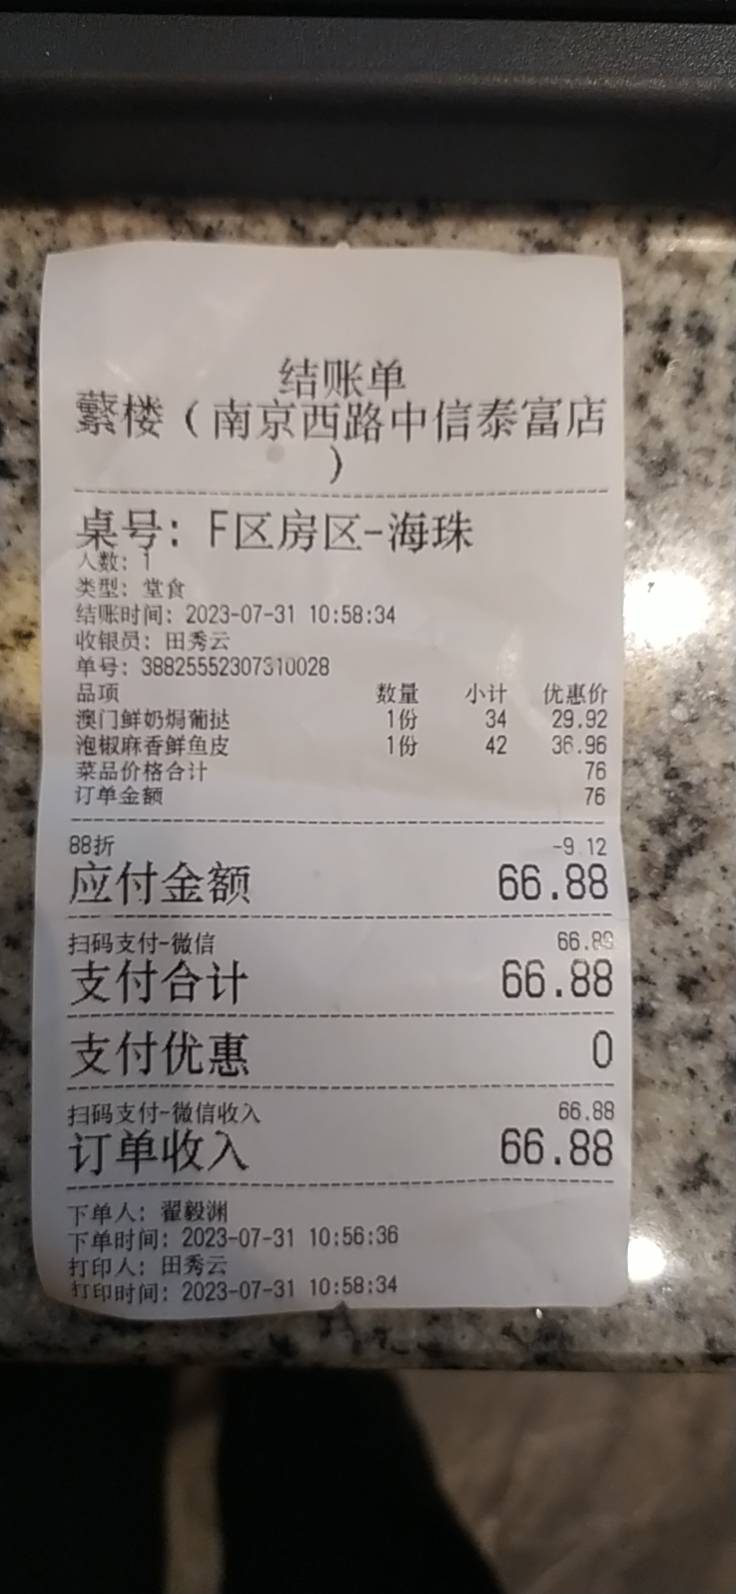 结账单
蘩楼（南京西路中信泰富店
）
桌号: F区房区-海珠
人数: 1
类型: 堂食
结账时间: 2023-07-31 10:58:34
收银员: 田秀云
单号: 38825552307310028
品项 数量 小计 优惠价
澳门鲜奶焗葡挞 1份 34 29.92
泡椒麻香鲜鱼皮 1份 42 36.96
菜品价格合计 76
订单金额 76
88折 -9.12
应付金额 66.88
扫码支付-微信 66.88
支付合计 66.88
支付优惠 0
扫码支付-微信收入 66.88
订单收入 66.88
下单人: 翟毅渊
下单时间: 2023-07-31 10:56:36
打印人: 田秀云
打印时间: 2023-07-31 10:58:34